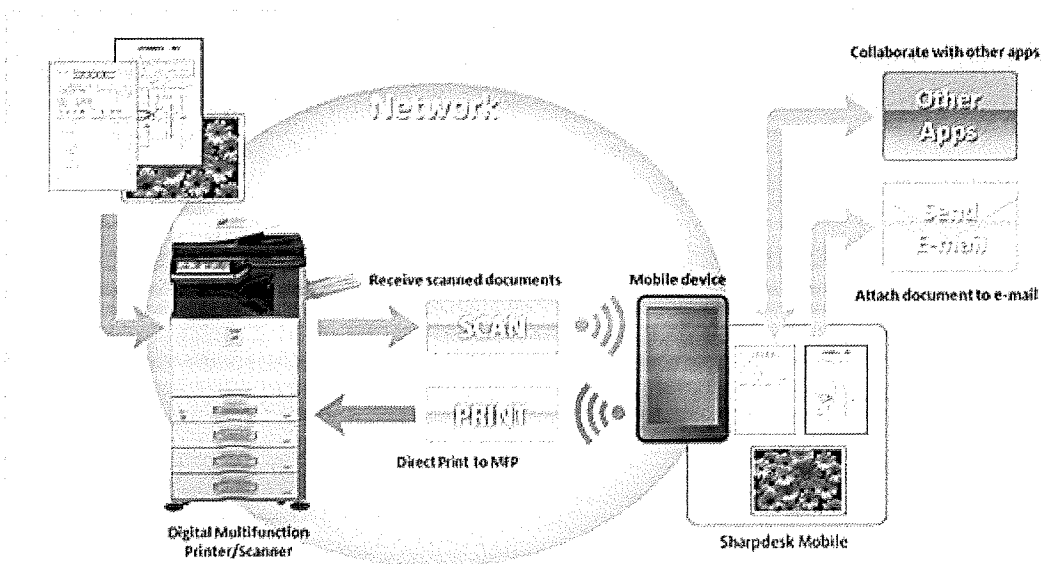 Collaborate with other apps
Other
Apps
Network
Send
E-mail
Attach document to e-mail
Receive scanned documents
SCAN
Mobile device
PRINT
Direct Print to MFP
Digital Multifunction
Printer/Scanner
Sharpdesk Mobile